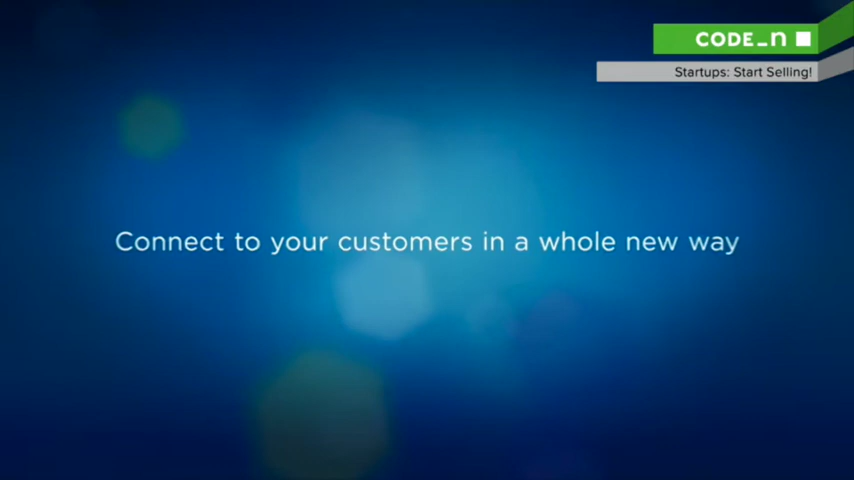 CODE_n
Startups: Start Selling!
Connect to your customers in a whole new way